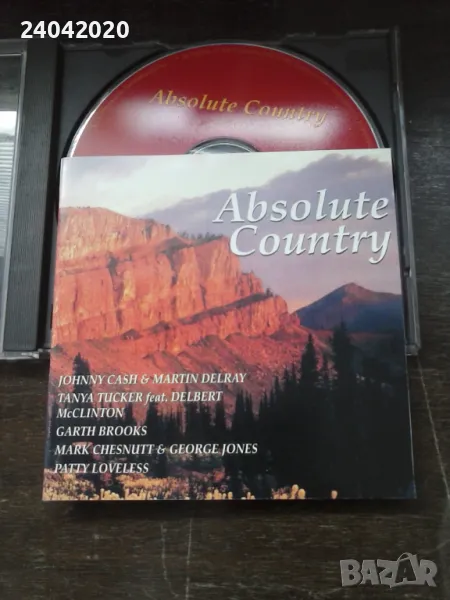 24042020
Absolute Country
Absolute
Country
JOHNNY CASH & MARTIN DELRAY
TANYA TUCKER feat. DELBERT
McCLINTON
GARTH BROOKS
MARK CHESNUTT & GEORGE JONES
PATTY LOVELESS
BAZAR